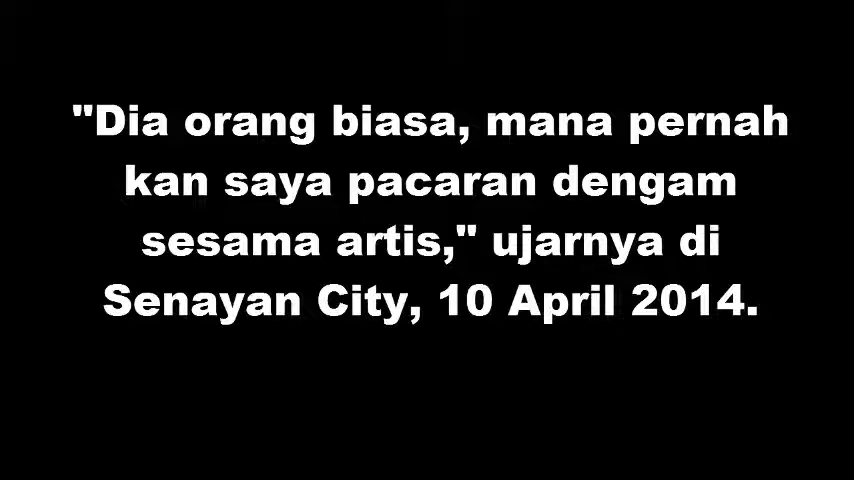 "Dia orang biasa, mana pernah
kan saya pacaran dengam
sesama artis," ujarnya di
Senayan City, 10 April 2014.